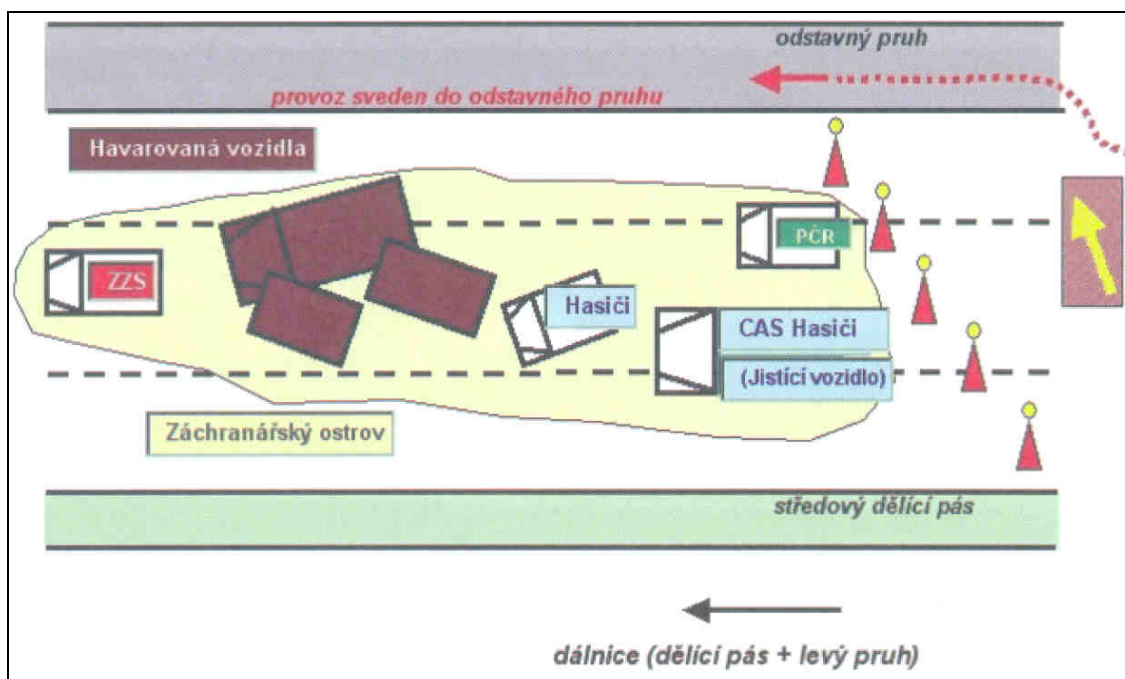 odstavný pruh
provoz sveden do odstavného pruhu
Havarovaná vozidla
PČR
ZZS
Hasiči
CAS Hasiči
(Jistící vozidlo)
Záchranářský ostrov
středový dělící pás
dálnice (dělící pás + levý pruh)